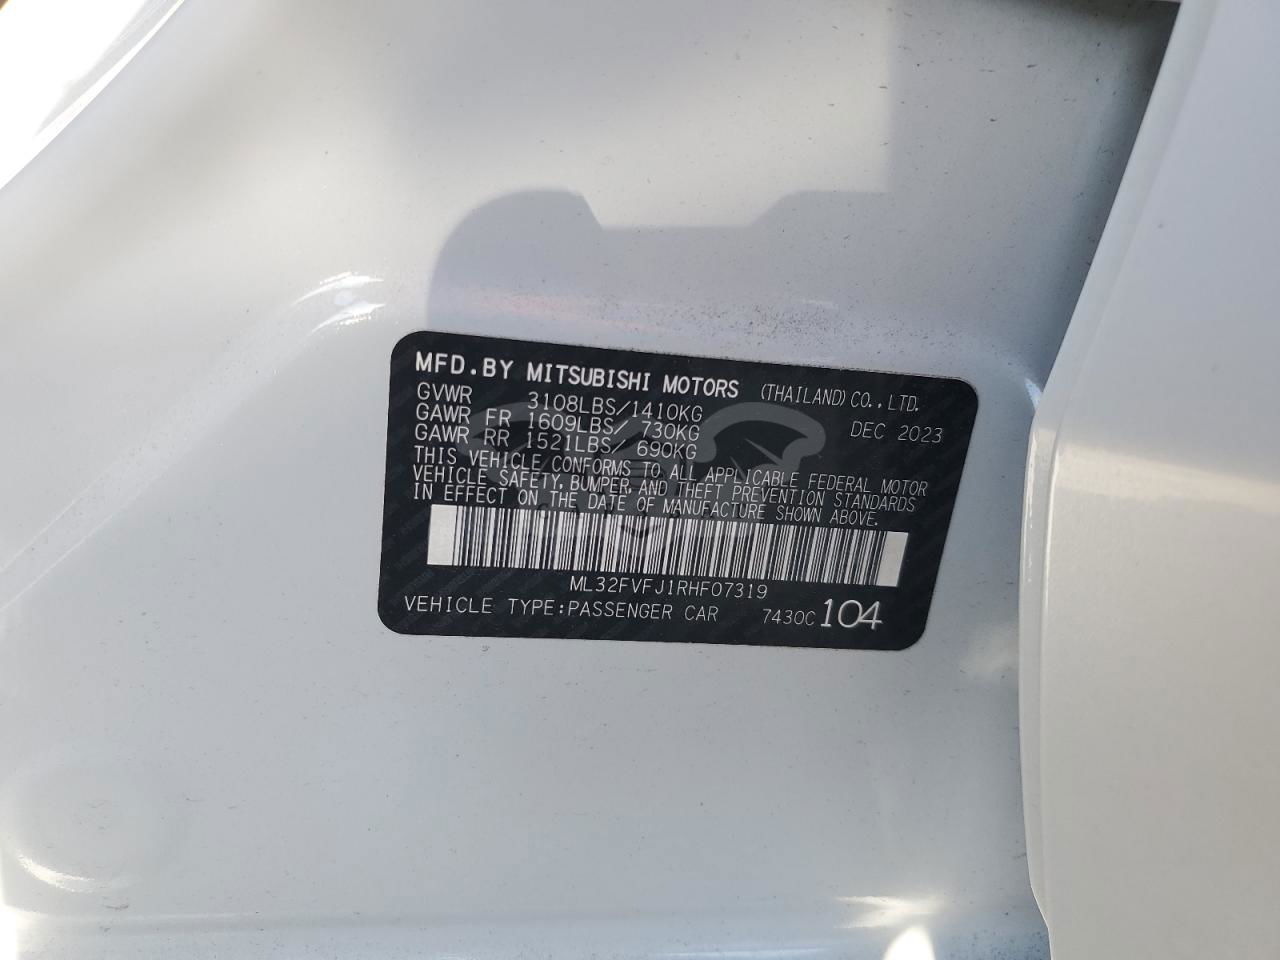 MFD.BY MITSUBISHI MOTORS (THAILAND)CO.,LTD.
GVWR 3108LBS/1410KG DEC 2023
GAWR FR 1609LBS/ 730KG
GAWR RR 1521LBS/ 690KG
THIS VEHICLE CONFORMS TO ALL APPLICABLE FEDERAL MOTOR
VEHICLE SAFETY, BUMPER, AND THEFT PREVENTION STANDARDS
IN EFFECT ON THE DATE OF MANUFACTURE SHOWN ABOVE.
ML32FVFJ1RHF07319
VEHICLE TYPE:PASSENGER CAR 7430C 104